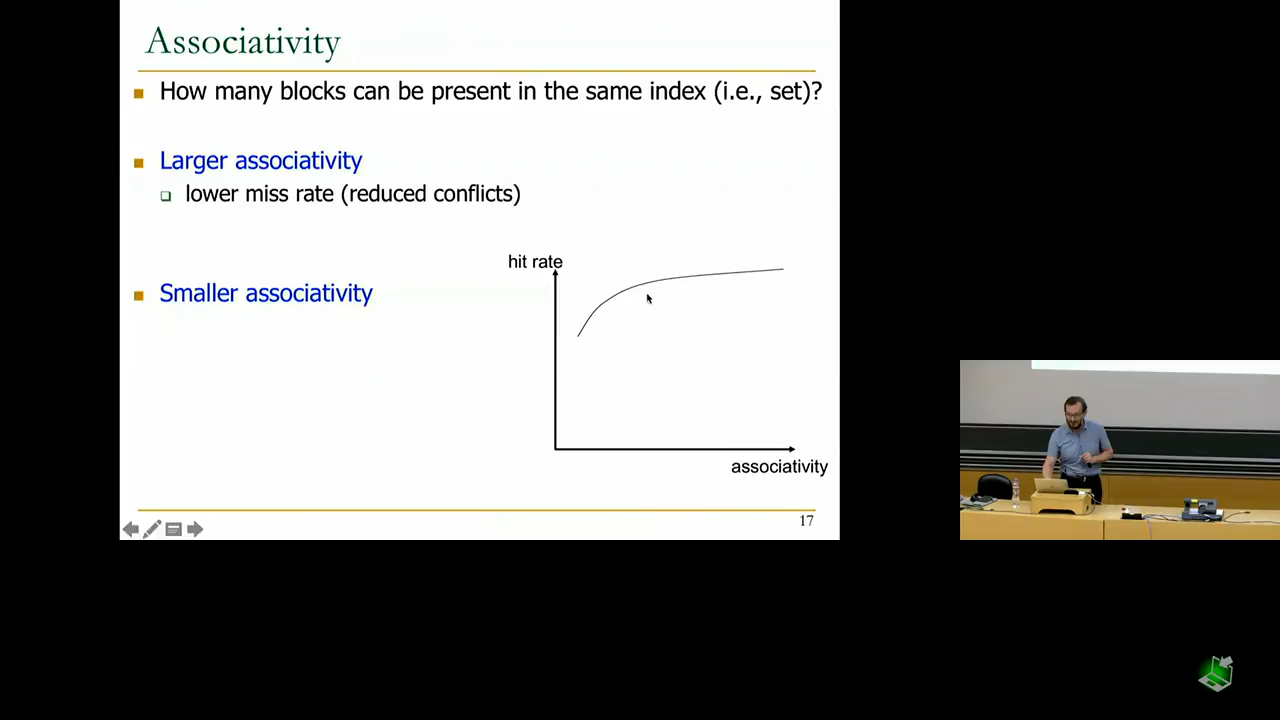 Associativity
How many blocks can be present in the same index (i.e., set)?
Larger associativity
lower miss rate (reduced conflicts)
hit rate
Smaller associativity
associativity
17